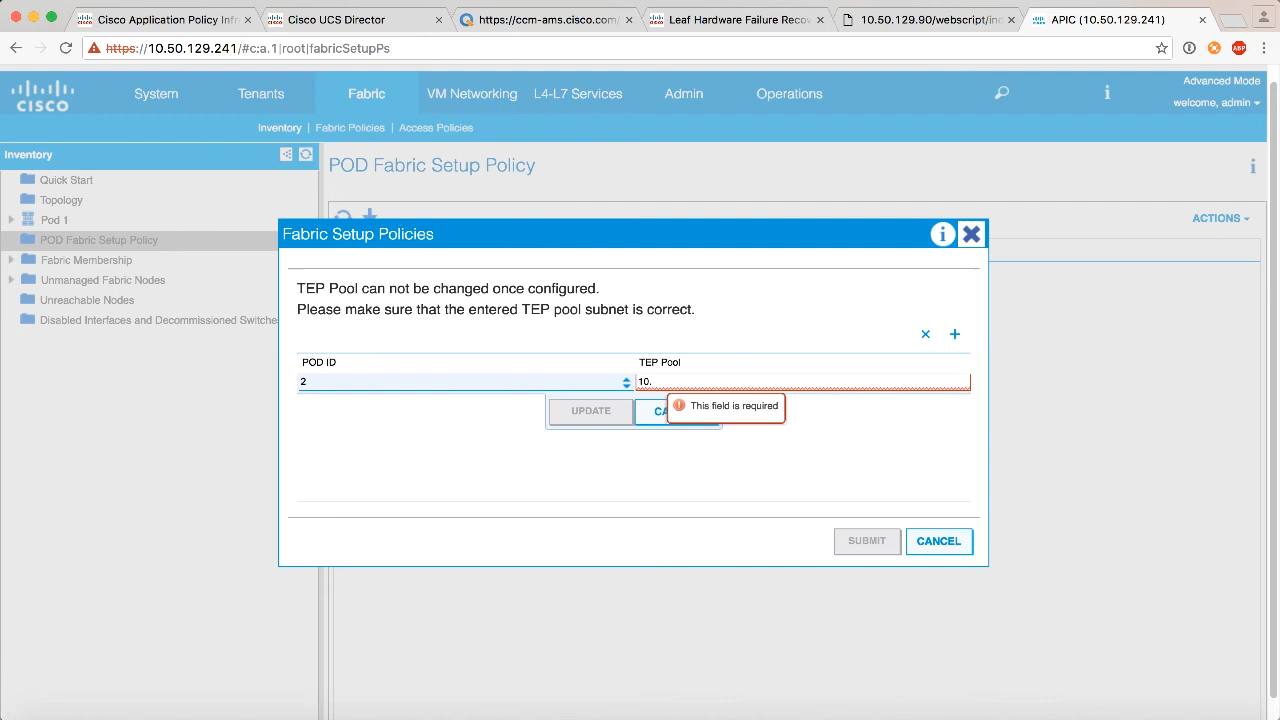 Cisco Application Policy Infr
Cisco UCS Director
https://ccm-ams.cisco.com/
Leaf Hardware Failures
10.50.129.90/webscript/ind
APIC (10.50.129.241)
https://10.50.129.241/#c:a.1|root|fabricSetupPs
ABP
CISCO
System
Tenants
Fabric
VM Networking
L4-L7 Services
Admin
Operations
Advanced Mode
welcome, admin
Inventory | Fabric Policies | Access Policies
Inventory
Quick Start
Topology
Pod 1
POD Fabric Setup Policy
Fabric Membership
Unmanaged Fabric Nodes
Unreachable Nodes
Disabled Interfaces and Decommissioned Switche
POD Fabric Setup Policy
ACTIONS
Fabric Setup Policies
TEP Pool can not be changed once configured.
Please make sure that the entered TEP pool subnet is correct.
POD ID
TEP Pool
2
10.
UPDATE
CA
This field is required
SUBMIT
CANCEL